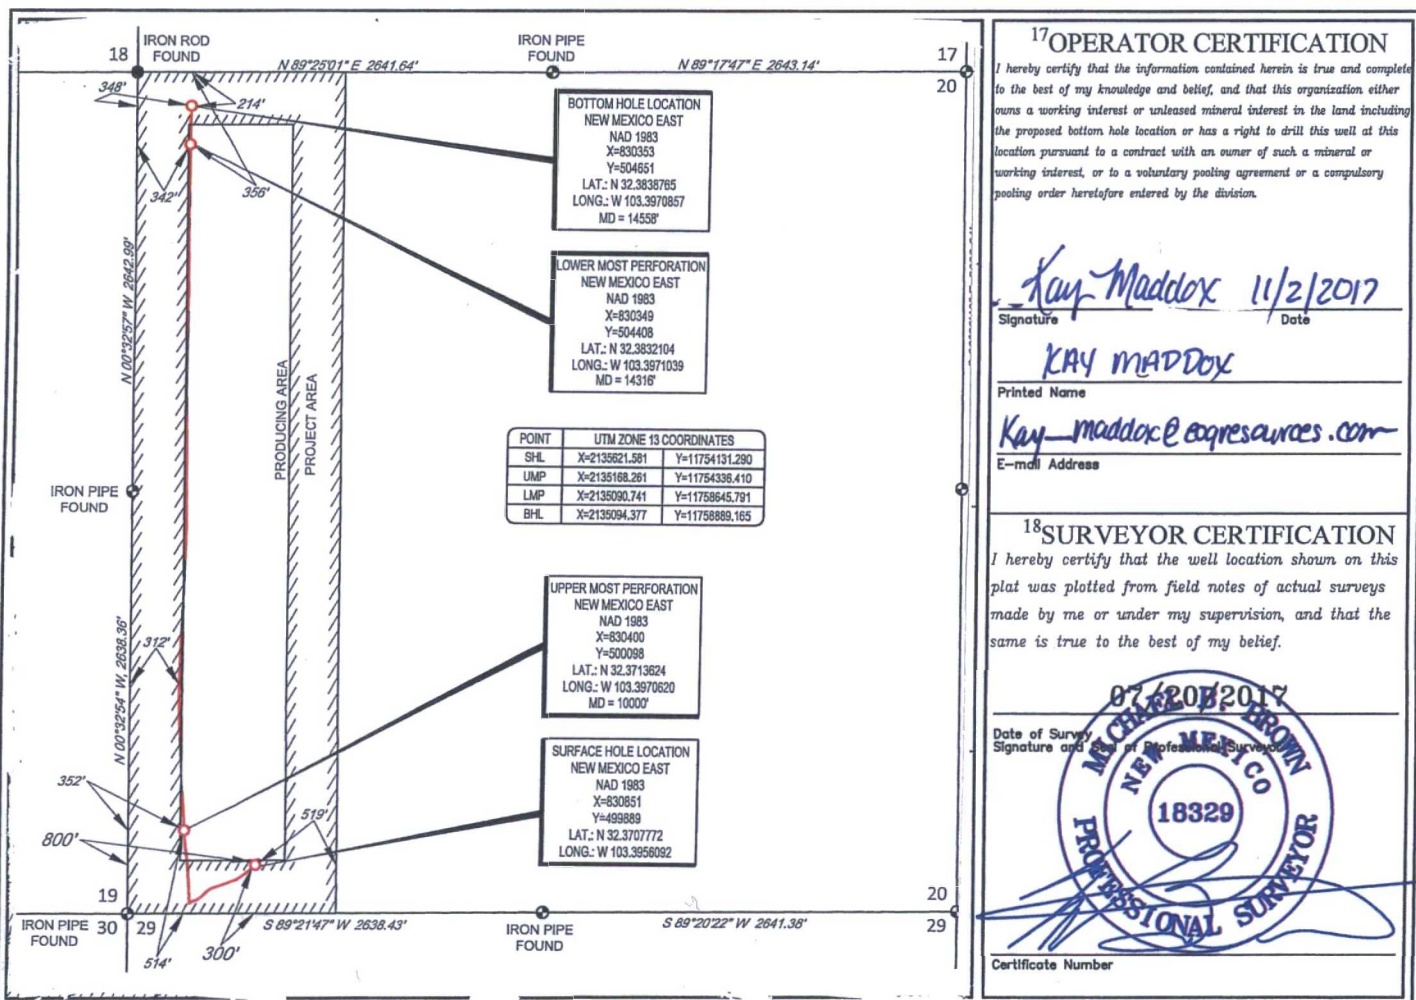 18
IRON ROD
FOUND
N 89°25'01" E 2641.64'
IRON PIPE
FOUND
N 89°17'47" E 2643.14'
17
20
348'
214'
342'
356'
BOTTOM HOLE LOCATION
NEW MEXICO EAST
NAD 1983
X=830353
Y=504651
LAT.: N 32.3838765
LONG.: W 103.3970857
MD = 14558'
LOWER MOST PERFORATION
NEW MEXICO EAST
NAD 1983
X=830349
Y=504408
LAT.: N 32.3832104
LONG.: W 103.3971039
MD = 14316'
N 00°32'57" W 2642.99'
PRODUCING AREA
PROJECT AREA
POINT UTM ZONE 13 COORDINATES
SHL X=2135621.581 Y=11754131.290
UMP X=2135168.261 Y=11754336.410
LMP X=2135090.741 Y=11758645.791
BHL X=2135094.377 Y=11758889.165
IRON PIPE
FOUND
UPPER MOST PERFORATION
NEW MEXICO EAST
NAD 1983
X=830400
Y=500098
LAT.: N 32.3713624
LONG.: W 103.3970620
MD = 10000'
N 00°32'54" W, 2638.36'
312'
SURFACE HOLE LOCATION
NEW MEXICO EAST
NAD 1983
X=830851
Y=499889
LAT.: N 32.3707772
LONG.: W 103.3956092
352'
800'
519'
19
30
29
IRON PIPE
FOUND
514'
300'
S 89°21'47" W 2638.43'
IRON PIPE
FOUND
S 89°20'22" W 2641.38'
20
29
17OPERATOR CERTIFICATION
I hereby certify that the information contained herein is true and complete
to the best of my knowledge and belief, and that this organization either
owns a working interest or unleased mineral interest in the land including
the proposed bottom hole location or has a right to drill this well at this
location pursuant to a contract with an owner of such a mineral or
working interest, or to a voluntary pooling agreement or a compulsory
pooling order heretofore entered by the division.
Kay Maddox 11/2/2017
Signature Date
KAY MADDOX
Printed Name
Kay_maddox@eogresources.com
E-mail Address
18SURVEYOR CERTIFICATION
I hereby certify that the well location shown on this
plat was plotted from field notes of actual surveys
made by me or under my supervision, and that the
same is true to the best of my belief.
07/20/2017
Date of Survey
Signature and Seal of Professional Surveyor
MICHAEL B. BROWN
NEW MEXICO
18329
PROFESSIONAL SURVEYOR
Certificate Number